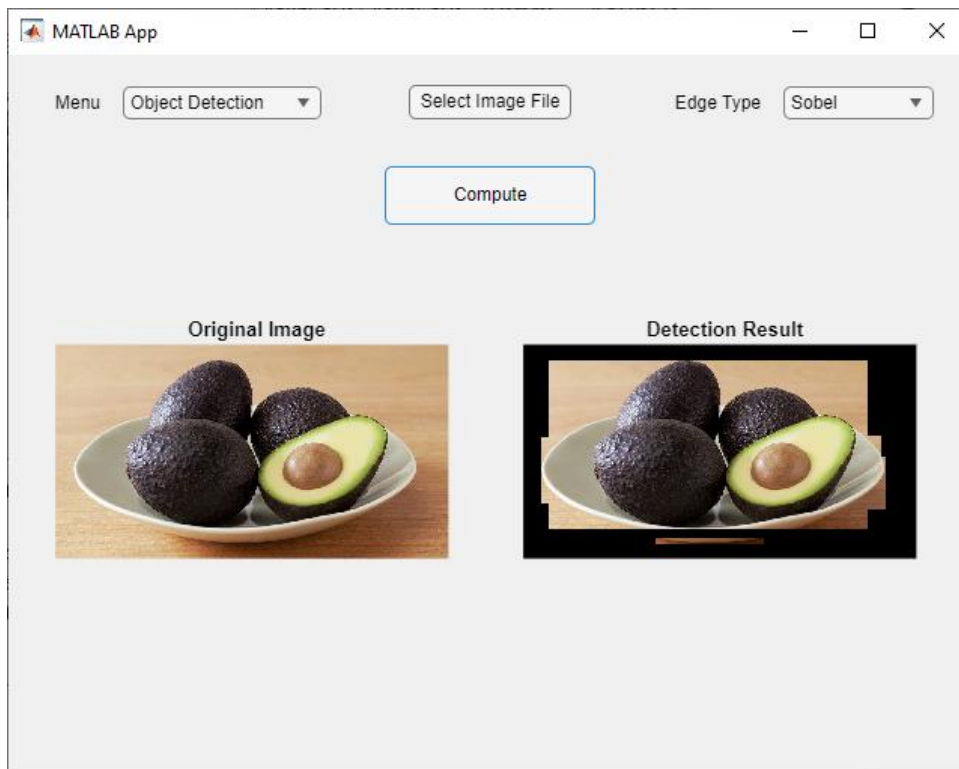 MATLAB App
Menu Object Detection Select Image File Edge Type Sobel
Compute
Original Image Detection Result